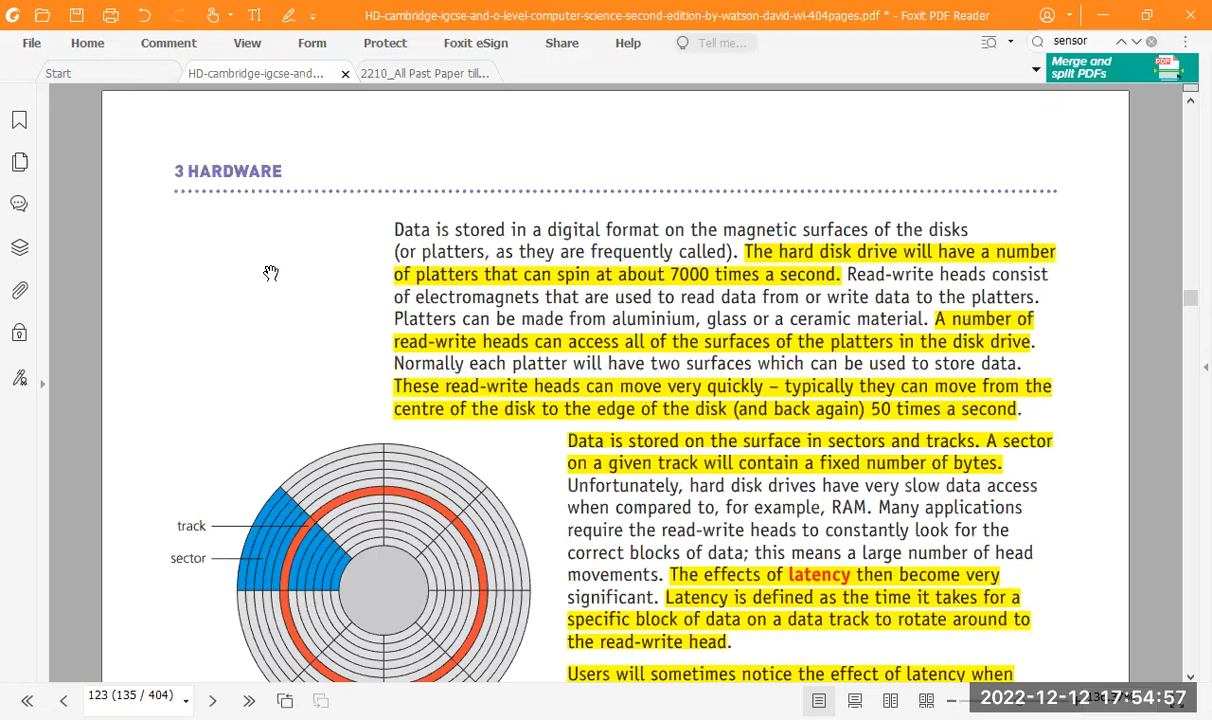 HD-cambridge-igcse-and-o-level-computer-science-second-edition-by-watson-david-wi-404pages.pdf * - Foxit PDF Reader
File Home Comment View Form Protect Foxit eSign Share Help Tell me... sensor
Start HD-cambridge-igcse-and... 2210_All Past Paper till... Merge and
split PDFs
3 HARDWARE
Data is stored in a digital format on the magnetic surfaces of the disks
(or platters, as they are frequently called). The hard disk drive will have a number
of platters that can spin at about 7000 times a second. Read-write heads consist
of electromagnets that are used to read data from or write data to the platters.
Platters can be made from aluminium, glass or a ceramic material. A number of
read-write heads can access all of the surfaces of the platters in the disk drive.
Normally each platter will have two surfaces which can be used to store data.
These read-write heads can move very quickly – typically they can move from the
centre of the disk to the edge of the disk (and back again) 50 times a second.
track
sector
Data is stored on the surface in sectors and tracks. A sector
on a given track will contain a fixed number of bytes.
Unfortunately, hard disk drives have very slow data access
when compared to, for example, RAM. Many applications
require the read-write heads to constantly look for the
correct blocks of data; this means a large number of head
movements. The effects of latency then become very
significant. Latency is defined as the time it takes for a
specific block of data on a data track to rotate around to
the read-write head.
Users will sometimes notice the effect of latency when
123 (135 / 404)
2022-12-12 17:54:57